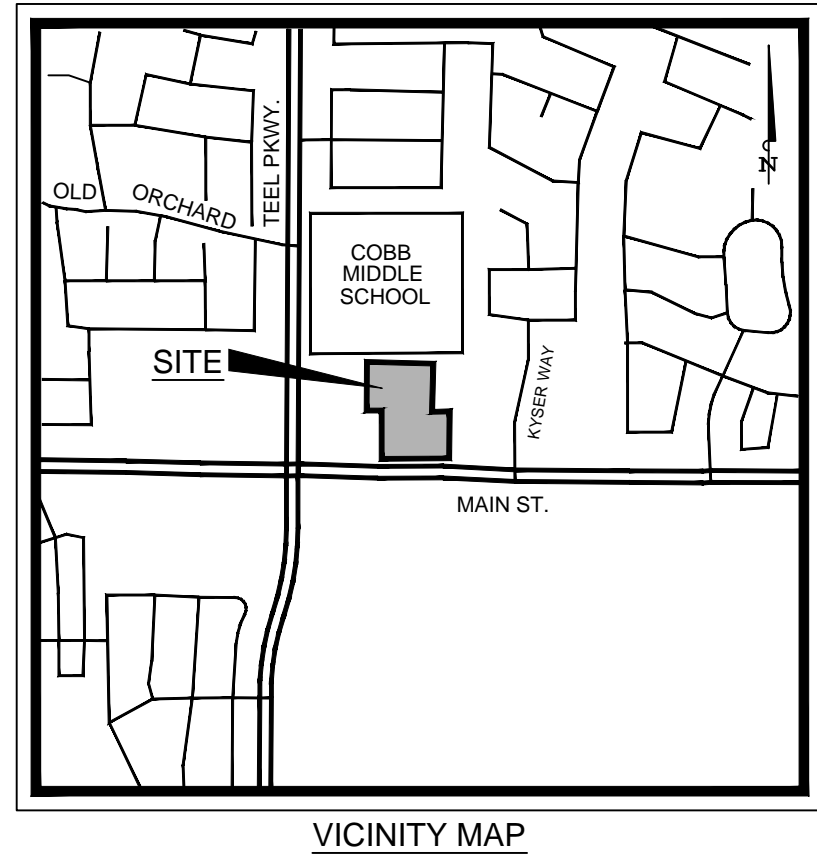 TEEL PKWY.
N
OLD ORCHARD
COBB
MIDDLE
SCHOOL
SITE
KYSER WAY
MAIN ST.
VICINITY MAP